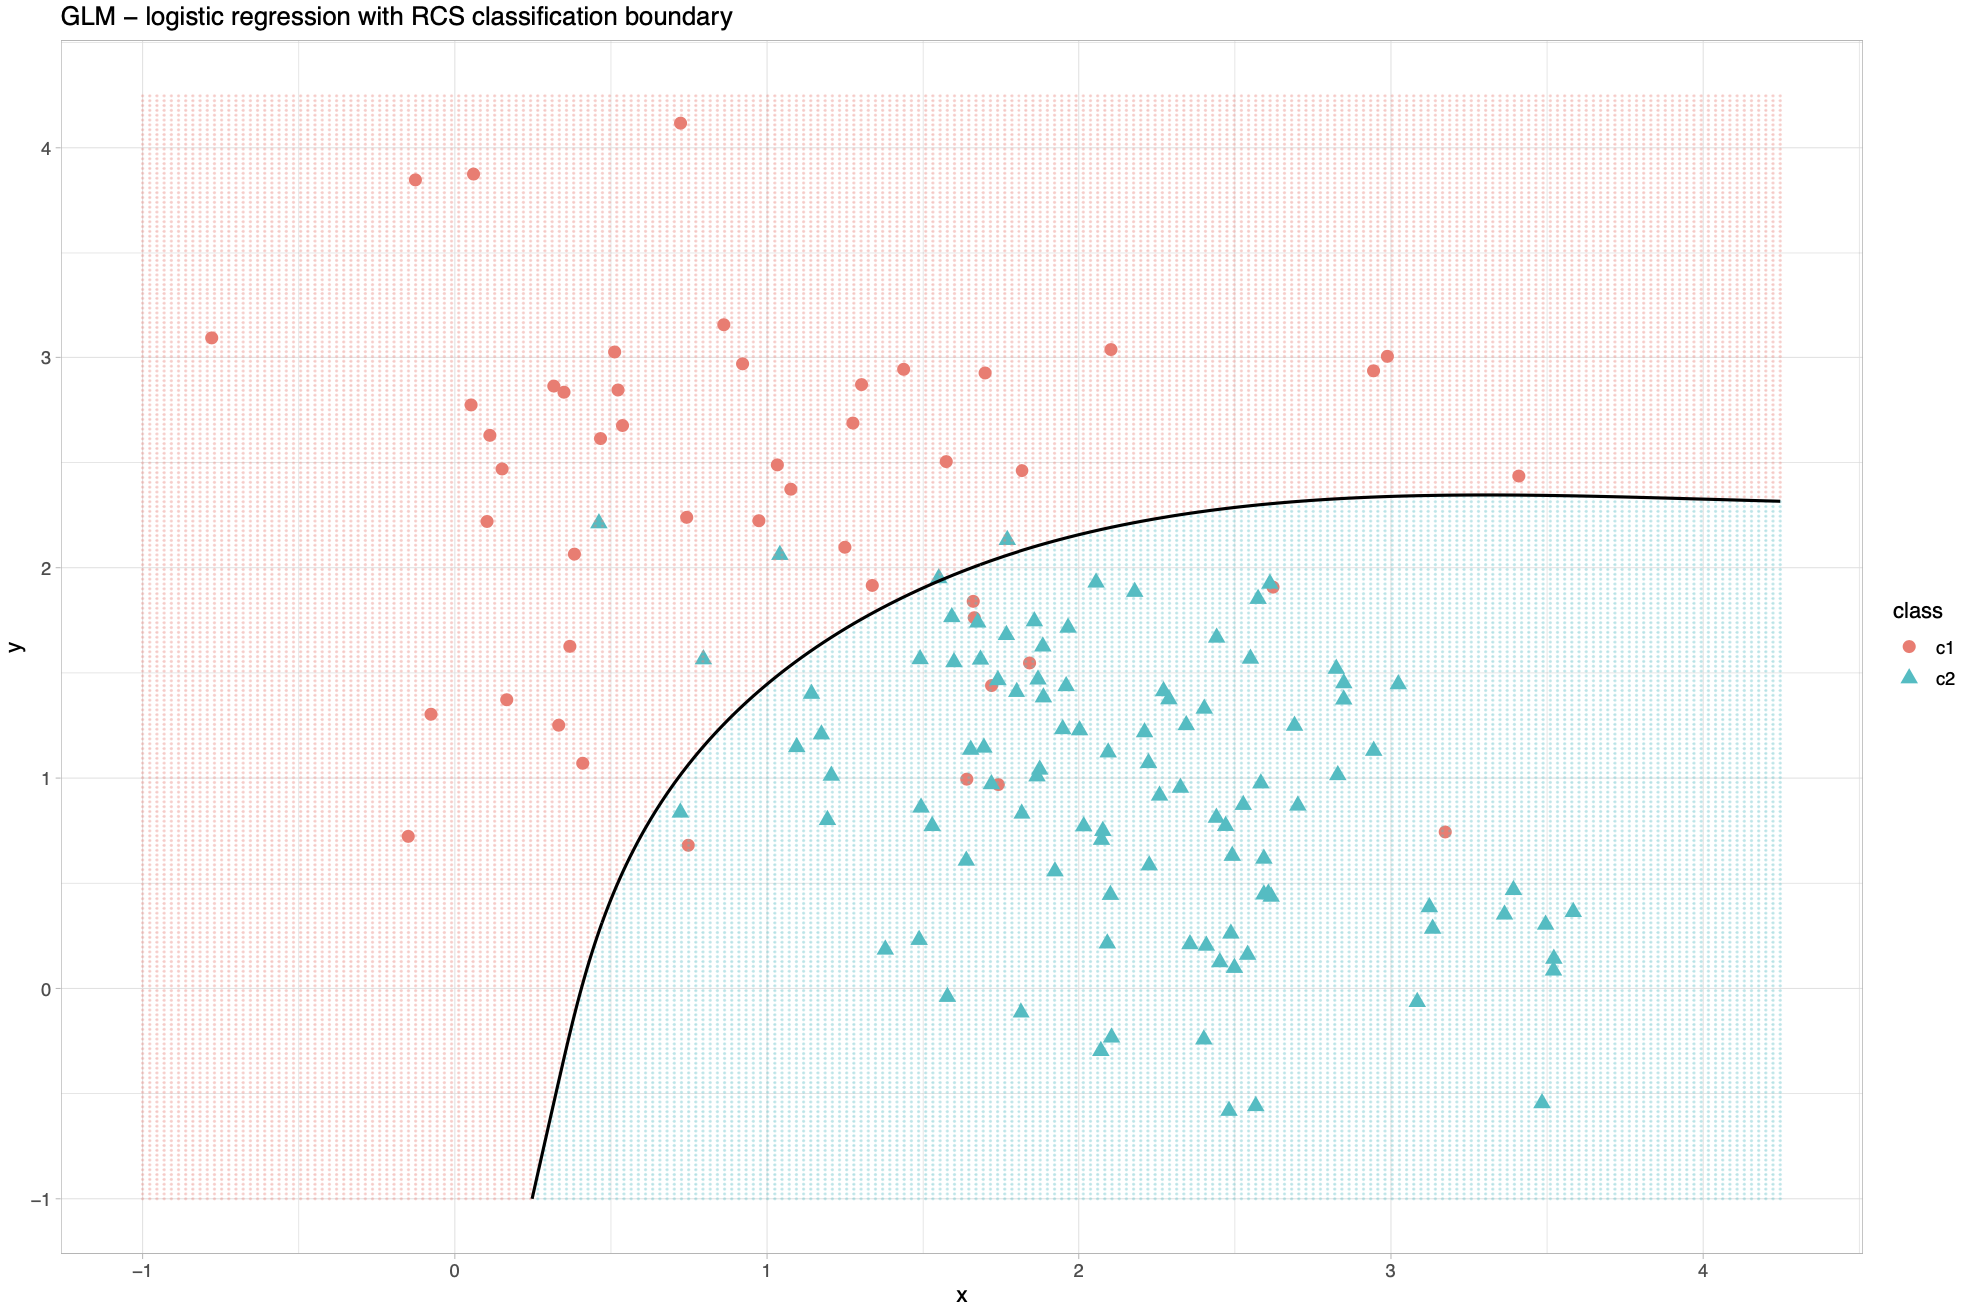 GLM − logistic regression with RCS classification boundary
4
3
2
1
0
−1
y
−1 0 1 2 3 4
x
class
c1
c2